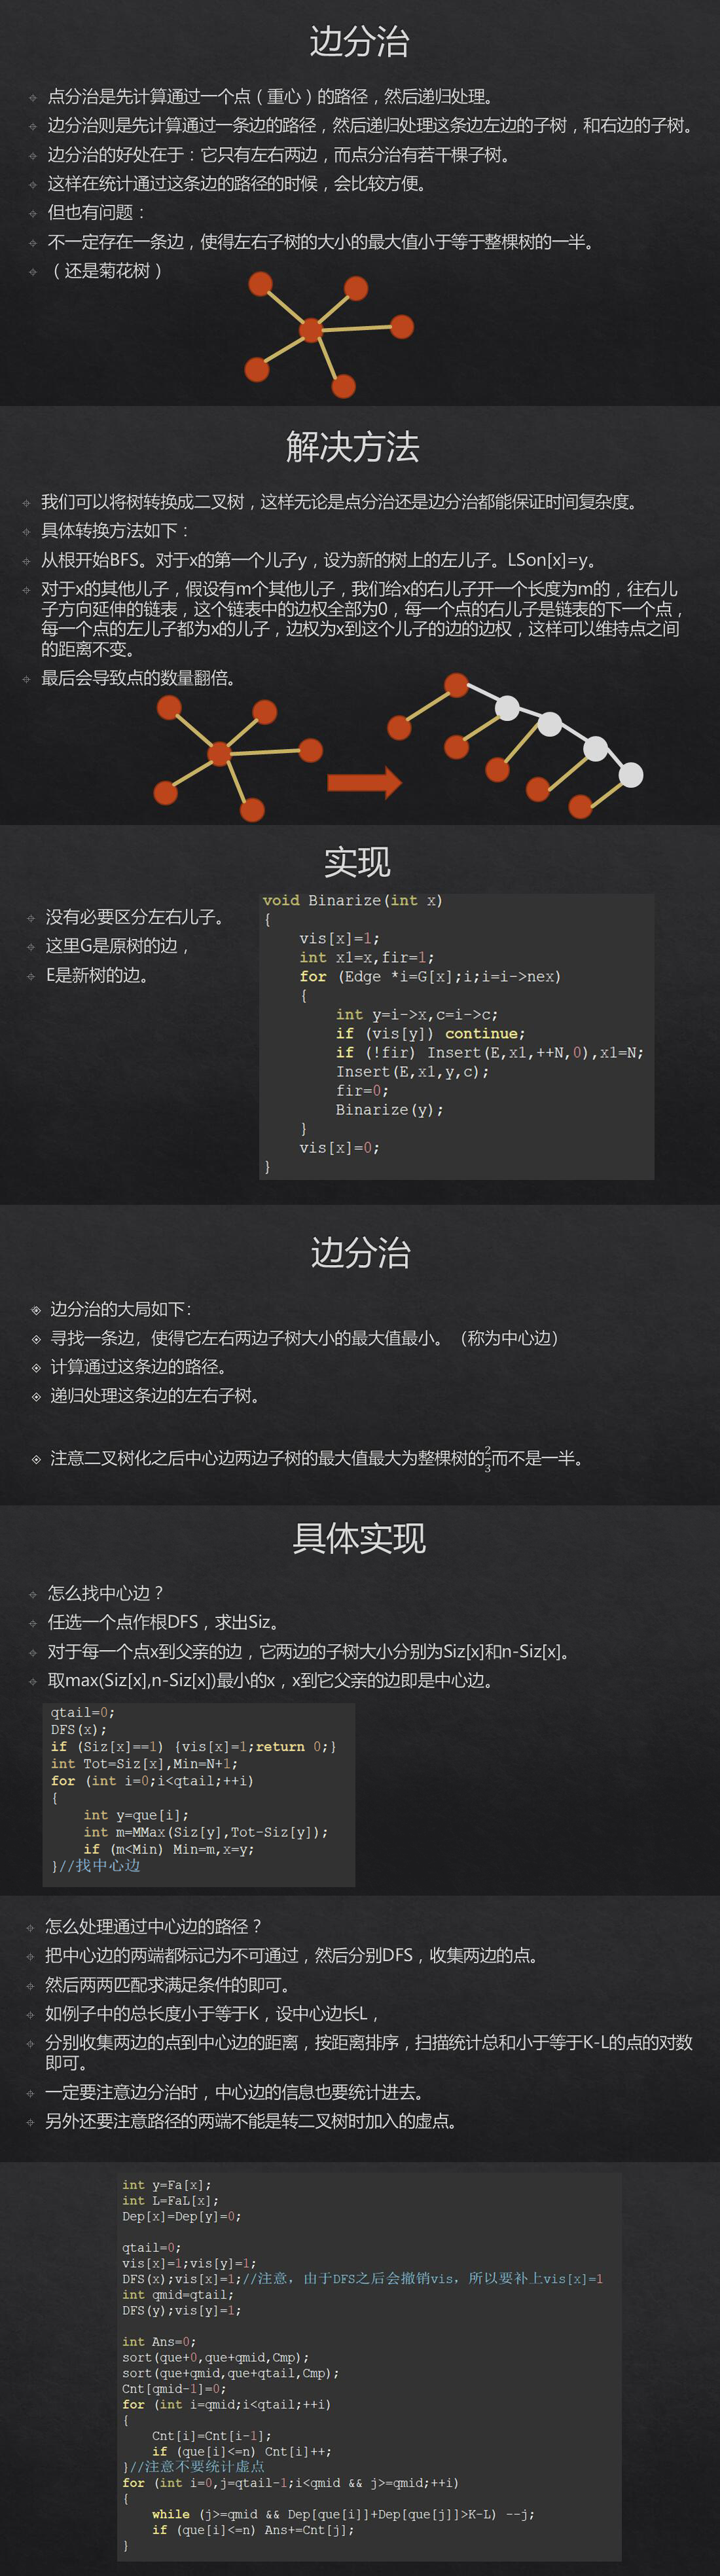 边分治
点分治是先计算通过一个点（重心）的路径，然后递归处理。
边分治则是先计算通过一条边的路径，然后递归处理这条边左边的子树，和右边的子树。
边分治的好处在于：它只有左右两边，而点分治有若干棵子树。
这样在统计通过这条边的路径的时候，会比较方便。
但也有问题：
不一定存在一条边，使得左右子树的大小的最大值小于等于整棵树的一半。
（还是菊花树）
解决方法
我们可以将树转换成二叉树，这样无论是点分治还是边分治都能保证时间复杂度。
具体转换方法如下：
从根开始BFS。对于x的第一个儿子y，设为新的树上的左儿子。LSon[x]=y。
对于x的其他儿子，假设有m个其他儿子，我们给x的右儿子开一个长度为m的，往右儿
子方向延伸的链表，这个链表中的边权全部为0，每一个点的右儿子是链表的下一个点，
每一个点的左儿子都为x的儿子，边权为x到这个儿子的边的边权，这样可以维持点之间
的距离不变。
最后会导致点的数量翻倍。
实现
没有必要区分左右儿子。
这里G是原树的边，
E是新树的边。
void Binarize(int x)
{
    vis[x]=1;
    int x1=x,fir=1;
    for (Edge *i=G[x];i;i=i->nex)
    {
        int y=i->x,c=i->c;
        if (vis[y]) continue;
        if (!fir) Insert(E,x1,++N,0),x1=N;
        Insert(E,x1,y,c);
        fir=0;
        Binarize(y);
    }
    vis[x]=0;
}
边分治
边分治的大局如下：
寻找一条边，使得它左右两边子树大小的最大值最小。（称为中心边）
计算通过这条边的路径。
递归处理这条边的左右子树。
注意二叉树化之后中心边两边子树的最大值最大为整棵树的2/3而不是一半。
具体实现
怎么找中心边？
任选一个点作根DFS，求出Siz。
对于每一个点x到父亲的边，它两边的子树大小分别为Siz[x]和n-Siz[x]。
取max(Siz[x],n-Siz[x])最小的x，x到它父亲的边即是中心边。
qtail=0;
DFS(x);
if (Siz[x]==1) {vis[x]=1;return 0;}
int Tot=Siz[x],Min=N+1;
for (int i=0;i<qtail;++i)
{
    int y=que[i];
    int m=MMax(Siz[y],Tot-Siz[y]);
    if (m<Min) Min=m,x=y;
}//找中心边
怎么处理通过中心边的路径？
把中心边的两端都标记为不可通过，然后分别DFS，收集两边的点。
然后两两匹配求满足条件的即可。
如例子中的总长度小于等于K，设中心边长L，
分别收集两边的点到中心边的距离，按距离排序，扫描统计总和小于等于K-L的点的对数
即可。
一定要注意边分治时，中心边的信息也要统计进去。
另外还要注意路径的两端不能是转二叉树时加入的虚点。
int y=Fa[x];
int L=FaL[x];
Dep[x]=Dep[y]=0;
qtail=0;
vis[x]=1;vis[y]=1;
DFS(x);vis[x]=1;//注意，由于DFS之后会撤销vis，所以要补上vis[x]=1
int qmid=qtail;
DFS(y);vis[y]=1;
int Ans=0;
sort(que+0,que+qmid,Cmp);
sort(que+qmid,que+qtail,Cmp);
Cnt[qmid-1]=0;
for (int i=qmid;i<qtail;++i)
{
    Cnt[i]=Cnt[i-1];
    if (que[i]<=n) Cnt[i]++;
}//注意不要统计虚点
for (int i=0,j=qtail-1;i<qmid && j>=qmid;++i)
{
    while (j>=qmid && Dep[que[i]]+Dep[que[j]]>K-L) --j;
    if (que[i]<=n) Ans+=Cnt[j];
}